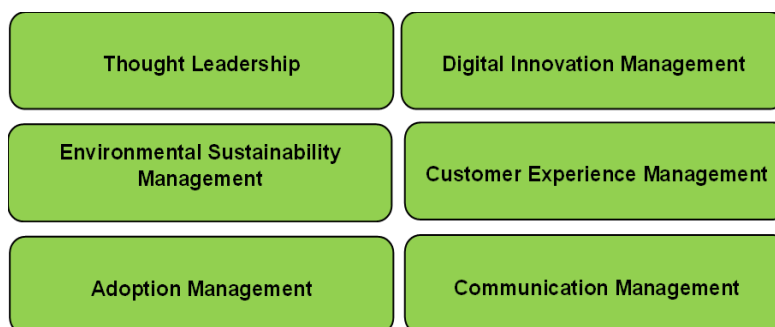 Thought Leadership
Digital Innovation Management
Environmental Sustainability
Management
Customer Experience Management
Adoption Management
Communication Management